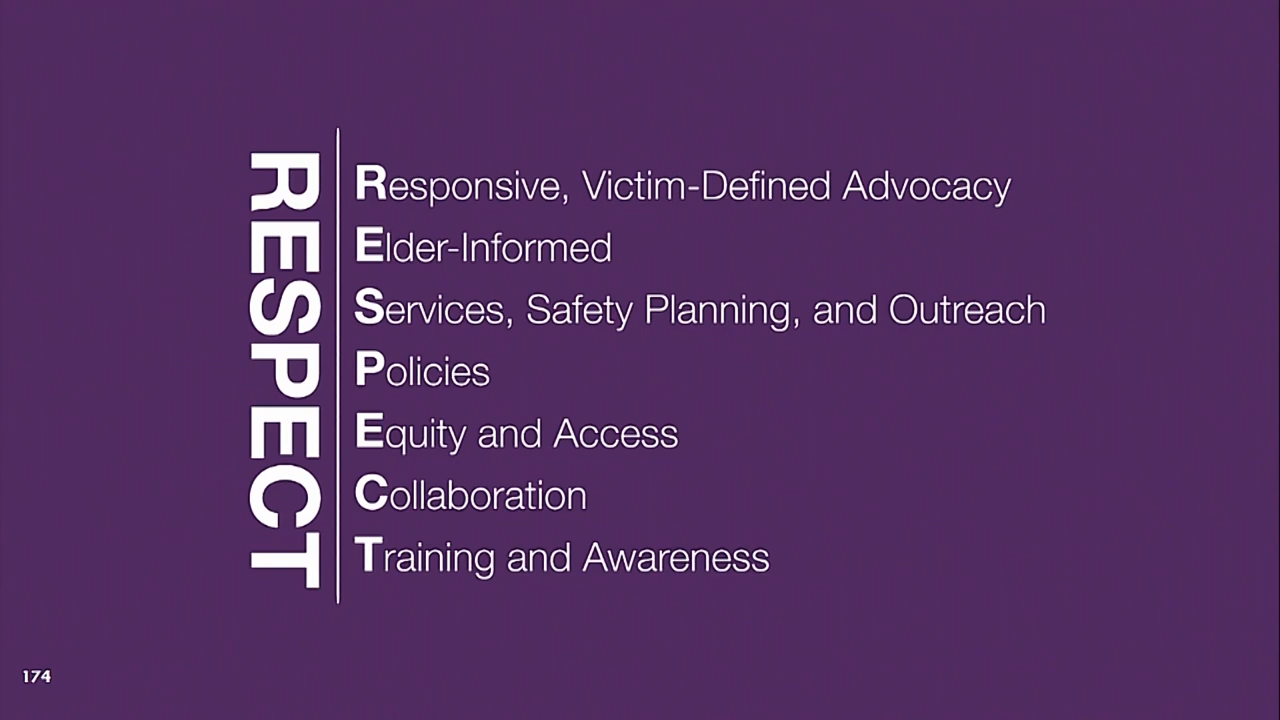 RESPECT
Responsive, Victim-Defined Advocacy
Elder-Informed
Services, Safety Planning, and Outreach
Policies
Equity and Access
Collaboration
Training and Awareness
174